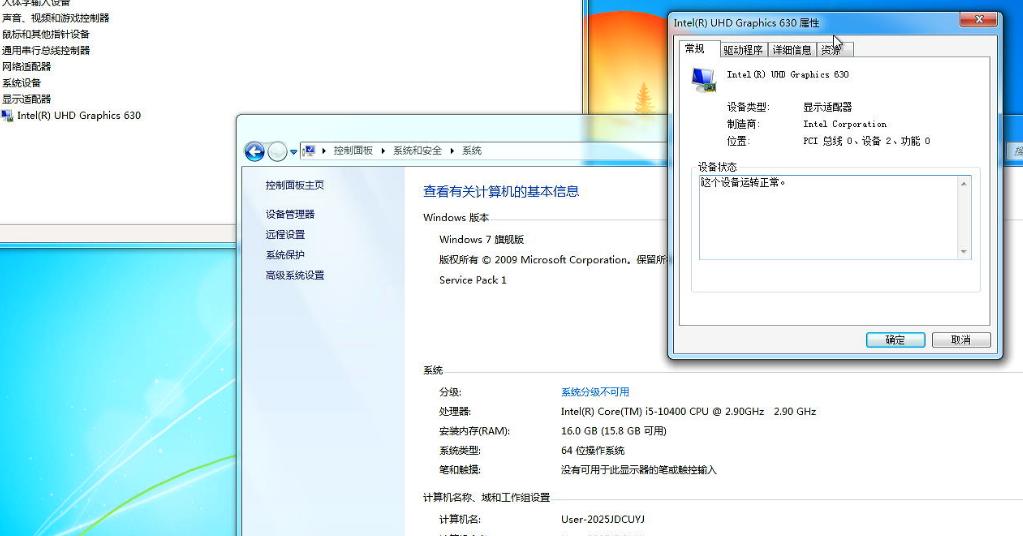 人体学输入设备
声音、视频和游戏控制器
鼠标和其他指针设备
通用串行总线控制器
网络适配器
系统设备
显示适配器
Intel(R) UHD Graphics 630
控制面板 ▸ 系统和安全 ▸ 系统
控制面板主页
设备管理器
远程设置
系统保护
高级系统设置
查看有关计算机的基本信息
Windows 版本
Windows 7 旗舰版
版权所有 © 2009 Microsoft Corporation。保留所
Service Pack 1
系统
分级: 系统分级不可用
处理器: Intel(R) Core(TM) i5-10400 CPU @ 2.90GHz 2.90 GHz
安装内存(RAM): 16.0 GB (15.8 GB 可用)
系统类型: 64 位操作系统
笔和触摸: 没有可用于此显示器的笔或触控输入
计算机名称、域和工作组设置
计算机名: User-2025JDCUYJ
Intel(R) UHD Graphics 630 属性
常规 驱动程序 详细信息 资源
Intel(R) UHD Graphics 630
设备类型: 显示适配器
制造商: Intel Corporation
位置: PCI 总线 0、设备 2、功能 0
设备状态
这个设备运转正常。
确定 取消